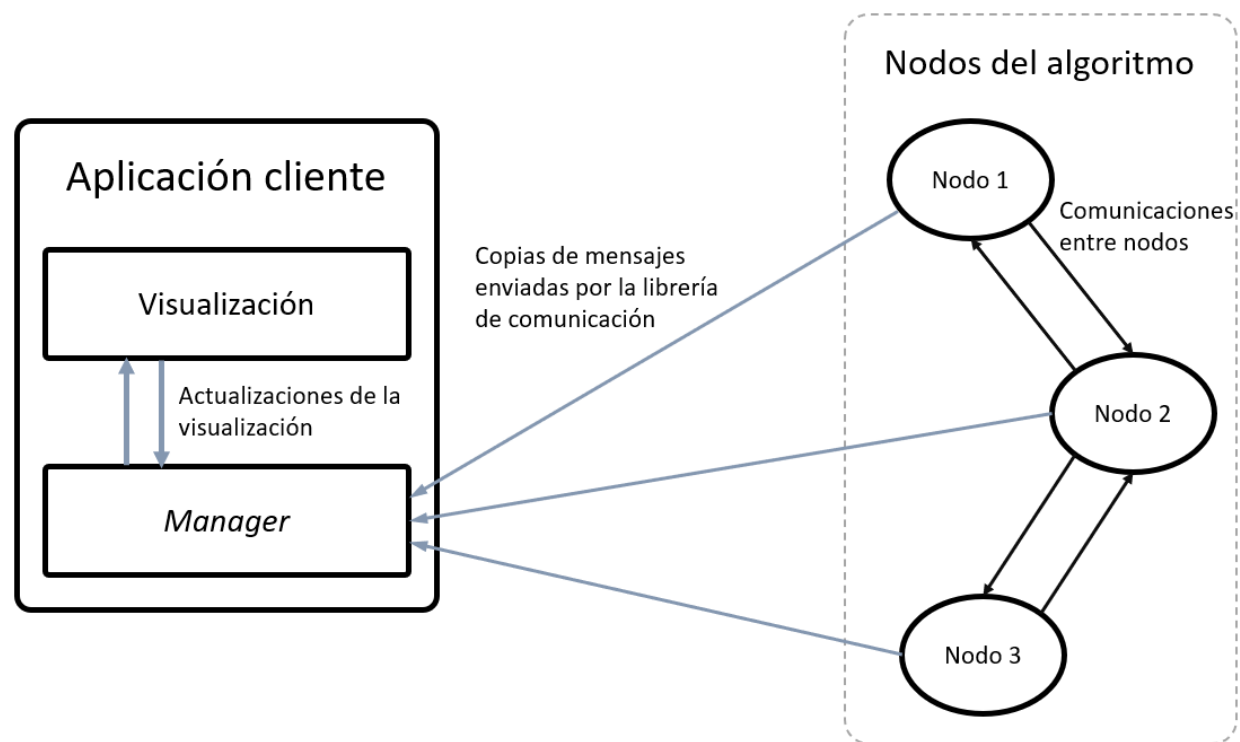 Nodos del algoritmo
Aplicación cliente
Nodo 1
Comunicaciones
entre nodos
Copias de mensajes
enviadas por la librería
de comunicación
Visualización
Actualizaciones de la
visualización
Nodo 2
Manager
Nodo 3